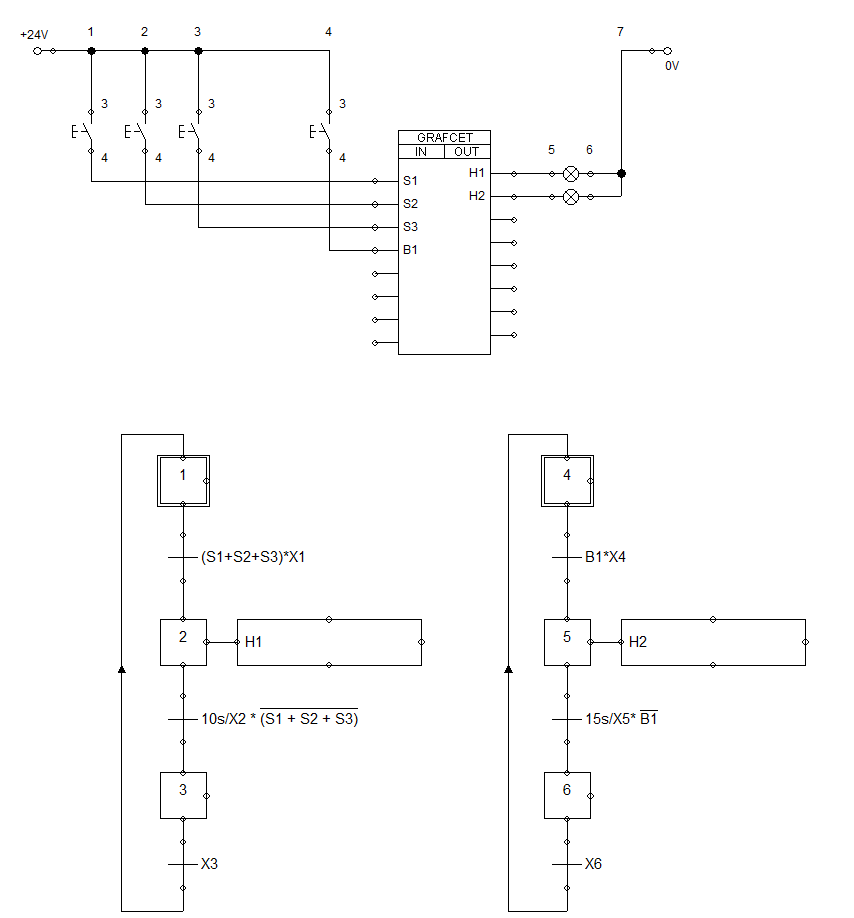 1 2 3 4 7
+24V
0V
3 3 3 3
4 4 4 4
GRAFCET
IN OUT
5 6
S1 H1
S2 H2
S3
B1
1 4
(S1+S2+S3)*X1 B1*X4
2 H1 5 H2
10s/X2 * (S1 + S2 + S3) 15s/X5* B1
3 6
X3 X6